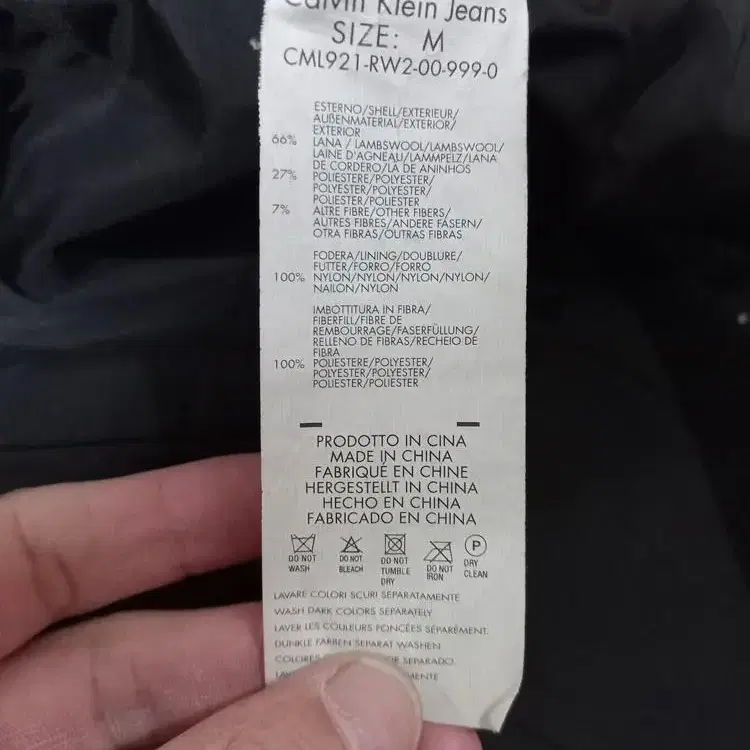 Calvin Klein Jeans
SIZE: M
CML921-RW2-00-999-0
ESTERNO/SHELL/EXTERIEUR/
AUßENMATERIAL/EXTERIOR/
EXTERIOR
66% LANA / LAMBSWOOL/LAMBSWOOL/
LAINE D'AGNEAU/LAMMPELZ/LANA
DE CORDERO/LÃ DE ANINHOS
27% POLIESTERE/POLYESTER/
POLYESTER/POLYESTER/
POLIESTER/POLIESTER
7% ALTRE FIBRE/OTHER FIBERS/
AUTRES FIBRES/ANDERE FASERN/
OTRA FIBRAS/OUTRAS FIBRAS
FODERA/LINING/DOUBLURE/
FUTTER/FORRO/FORRO
100% NYLON/NYLON/NYLON/NYLON/
NAILON/NYLON
IMBOTTITURA IN FIBRA/
FIBERFILL/FIBRE DE
REMBOURRAGE/FASERFÜLLUNG/
RELLENO DE FIBRAS/RECHEIO DE
FIBRA
100% POLIESTERE/POLYESTER/
POLYESTER/POLYESTER/
POLIESTER/POLIESTER
PRODOTTO IN CINA
MADE IN CHINA
FABRIQUÉ EN CHINE
HERGESTELLT IN CHINA
HECHO EN CHINA
FABRICADO EN CHINA
P
DO NOT WASH
DO NOT BLEACH
DO NOT TUMBLE DRY
DO NOT IRON
DRY CLEAN
LAVARE COLORI SCURI SEPARATAMENTE
WASH DARK COLORS SEPARATELY
LAVER LES COULEURS FONCÉES SÉPARÉMENT.
DUNKLE FARBEN SEPARAT WASHEN
SEPARADO.